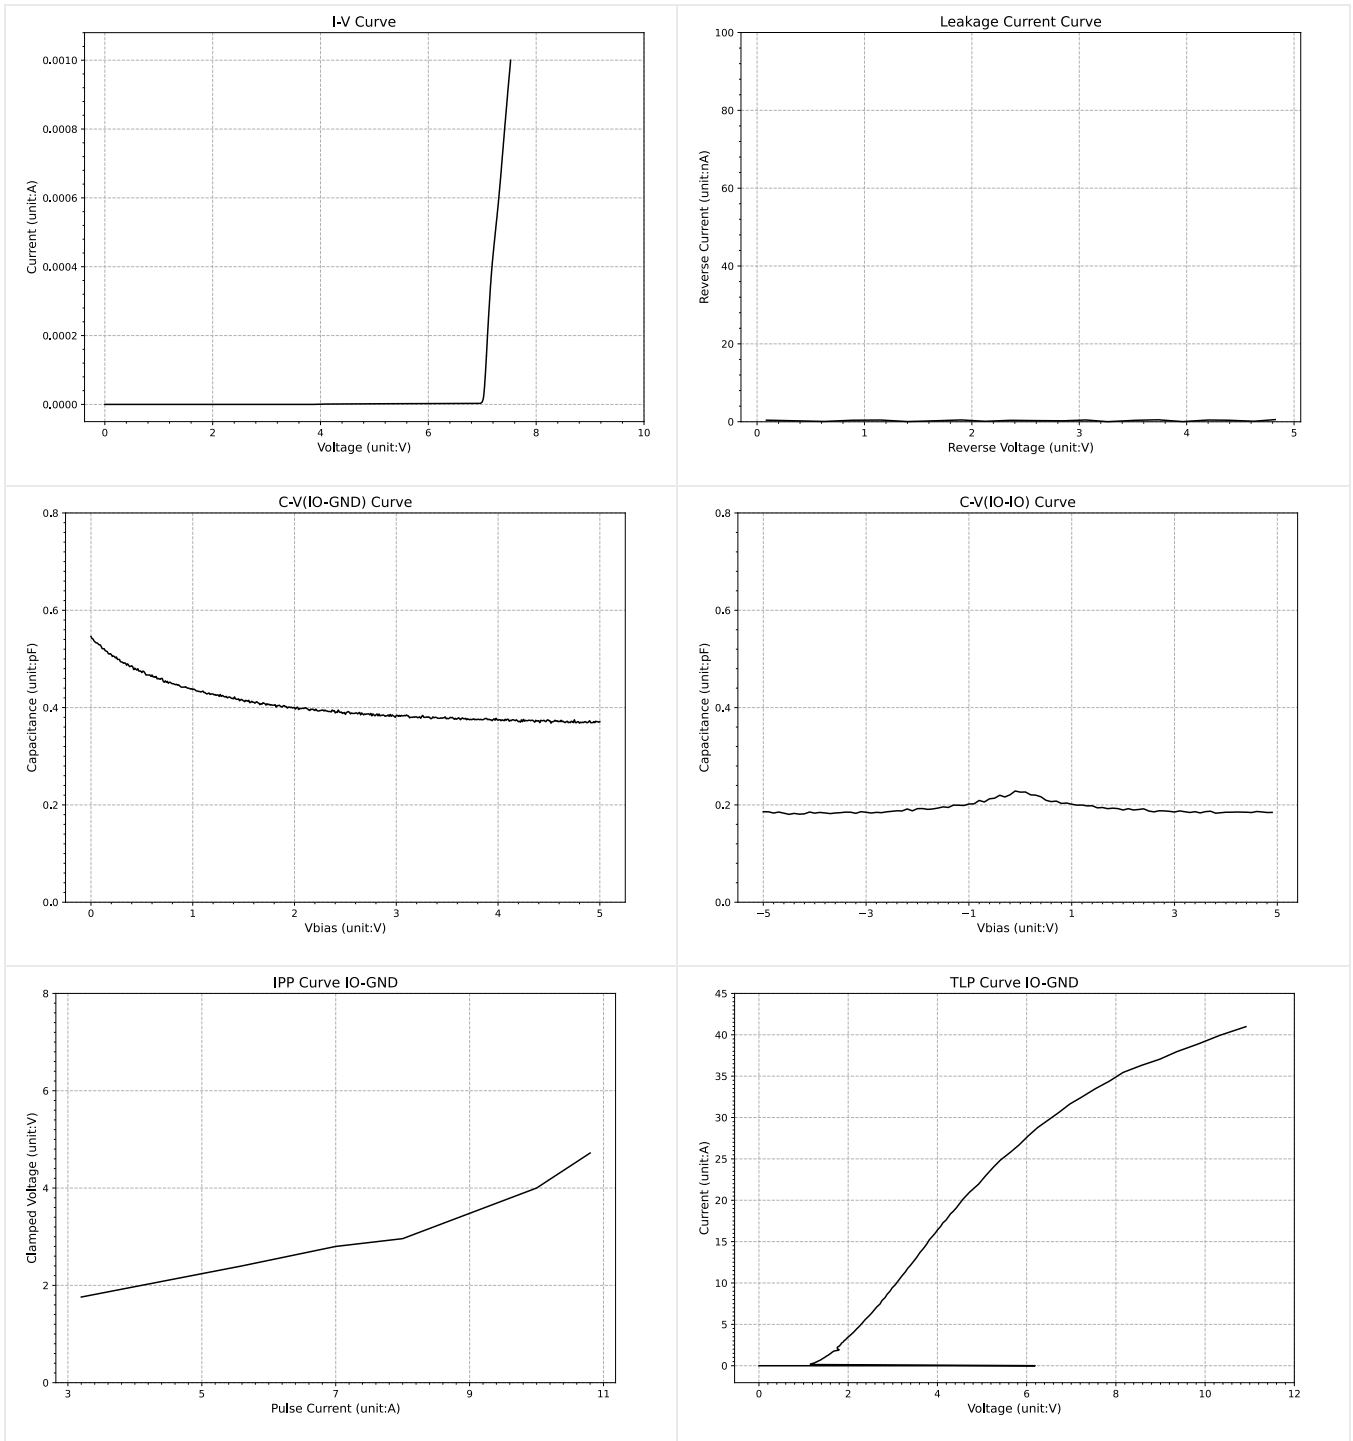 I-V Curve
0.0010
0.0008
0.0006
0.0004
0.0002
0.0000
Current (unit:A)
0 2 4 6 8 10
Voltage (unit:V)
Leakage Current Curve
100
80
60
40
20
0
Reverse Current (unit:nA)
0 1 2 3 4 5
Reverse Voltage (unit:V)
C-V(IO-GND) Curve
0.8
0.6
0.4
0.2
0.0
Capacitance (unit:pF)
0 1 2 3 4 5
Vbias (unit:V)
C-V(IO-IO) Curve
0.8
0.6
0.4
0.2
0.0
Capacitance (unit:pF)
−5 −3 −1 1 3 5
Vbias (unit:V)
IPP Curve IO-GND
8
6
4
2
0
Clamped Voltage (unit:V)
3 5 7 9 11
Pulse Current (unit:A)
TLP Curve IO-GND
45
40
35
30
25
20
15
10
5
0
Current (unit:A)
0 2 4 6 8 10 12
Voltage (unit:V)